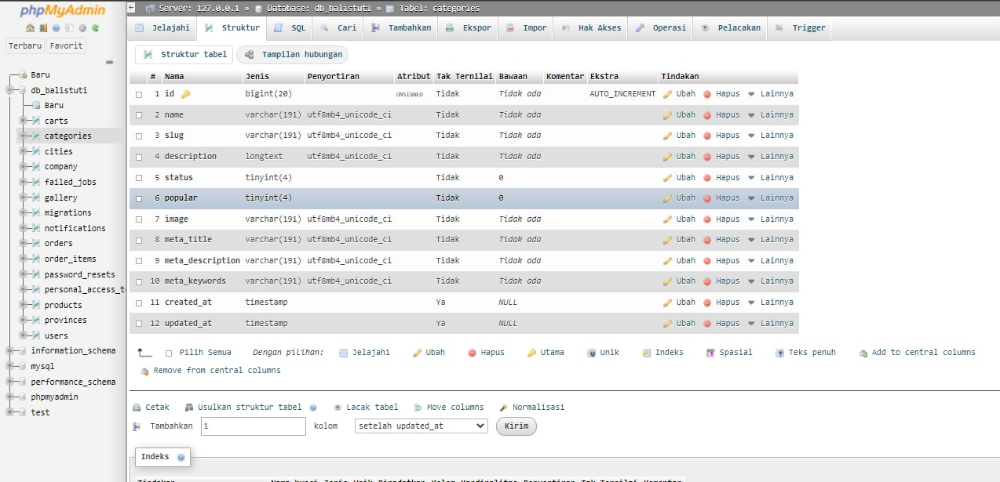 phpMyAdmin
Terbaru Favorit
Baru
db_balistuti
Baru
carts
categories
cities
company
failed_jobs
gallery
migrations
notifications
orders
order_items
password_resets
personal_access_t
products
provinces
users
information_schema
mysql
performance_schema
phpmyadmin
test
Server: 127.0.0.1 » Database: db_balistuti » Tabel: categories
Jelajahi Struktur SQL Cari Tambahkan Ekspor Impor Hak Akses Operasi Pelacakan Trigger
Struktur tabel Tampilan hubungan
# Nama Jenis Penyortiran Atribut Tak Ternilai Bawaan Komentar Ekstra Tindakan
1 id bigint(20) UNSIGNED Tidak Tidak ada AUTO_INCREMENT Ubah Hapus Lainnya
2 name varchar(191) utf8mb4_unicode_ci Tidak Tidak ada Ubah Hapus Lainnya
3 slug varchar(191) utf8mb4_unicode_ci Tidak Tidak ada Ubah Hapus Lainnya
4 description longtext utf8mb4_unicode_ci Tidak Tidak ada Ubah Hapus Lainnya
5 status tinyint(4) Tidak 0 Ubah Hapus Lainnya
6 popular tinyint(4) Tidak 0 Ubah Hapus Lainnya
7 image varchar(191) utf8mb4_unicode_ci Tidak Tidak ada Ubah Hapus Lainnya
8 meta_title varchar(191) utf8mb4_unicode_ci Tidak Tidak ada Ubah Hapus Lainnya
9 meta_description varchar(191) utf8mb4_unicode_ci Tidak Tidak ada Ubah Hapus Lainnya
10 meta_keywords varchar(191) utf8mb4_unicode_ci Tidak Tidak ada Ubah Hapus Lainnya
11 created_at timestamp Ya NULL Ubah Hapus Lainnya
12 updated_at timestamp Ya NULL Ubah Hapus Lainnya
Pilih Semua Dengan pilihan: Jelajahi Ubah Hapus Utama Unik Indeks Spasial Teks penuh Add to central columns
Remove from central columns
Cetak Usulkan struktur tabel Lacak tabel Move columns Normalisasi
Tambahkan 1 kolom setelah updated_at Kirim
Indeks